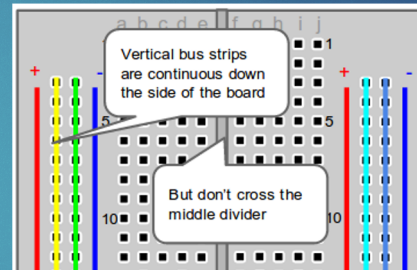 a b c d e f g h i j
1
+ - + -
Vertical bus strips
are continuous down
the side of the board
5 5
But don't cross the
middle divider
10 10